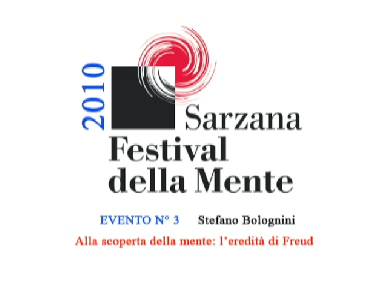 2010
Sarzana
Festival
della Mente
EVENTO N° 3 Stefano Bolognini
Alla scoperta della mente: l'eredità di Freud